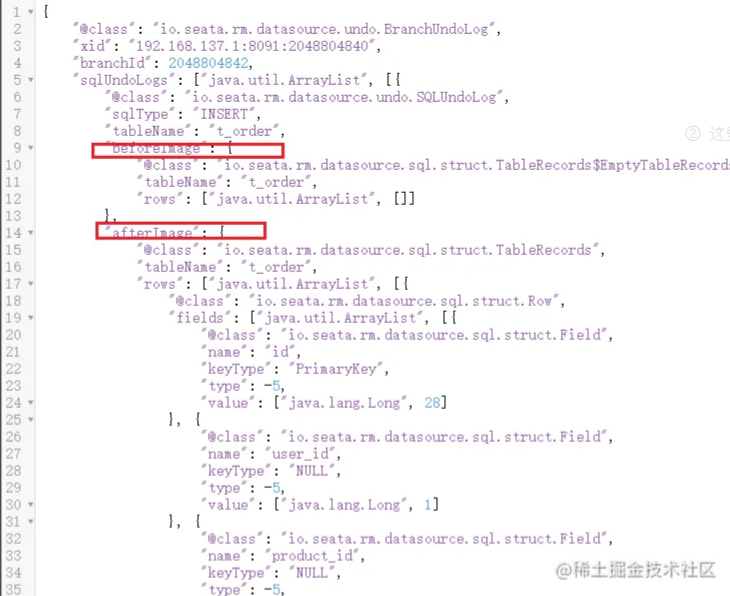 1 {
2 "@class": "io.seata.rm.datasource.undo.BranchUndoLog",
3 "xid": "192.168.137.1:8091:2048804840",
4 "branchId": 2048804842,
5 "sqlUndoLogs": ["java.util.ArrayList", [{
6 "@class": "io.seata.rm.datasource.undo.SQLUndoLog",
7 "sqlType": "INSERT",
8 "tableName": "t_order",
② 这里
9 "beforeImage": {
10 "@class": "io.seata.rm.datasource.sql.struct.TableRecords$EmptyTableRecords
11 "tableName": "t_order",
12 "rows": ["java.util.ArrayList", []]
13 },
14 "afterImage": {
15 "@class": "io.seata.rm.datasource.sql.struct.TableRecords",
16 "tableName": "t_order",
17 "rows": ["java.util.ArrayList", [{
18 "@class": "io.seata.rm.datasource.sql.struct.Row",
19 "fields": ["java.util.ArrayList", [{
20 "@class": "io.seata.rm.datasource.sql.struct.Field",
21 "name": "id",
22 "keyType": "PrimaryKey",
23 "type": -5,
24 "value": ["java.lang.Long", 28]
25 }, {
26 "@class": "io.seata.rm.datasource.sql.struct.Field",
27 "name": "user_id",
28 "keyType": "NULL",
29 "type": -5,
30 "value": ["java.lang.Long", 1]
31 }, {
32 "@class": "io.seata.rm.datasource.sql.struct.Field",
33 "name": "product_id",
34 "keyType": "NULL",
35 "type": -5,
@稀土掘金技术社区